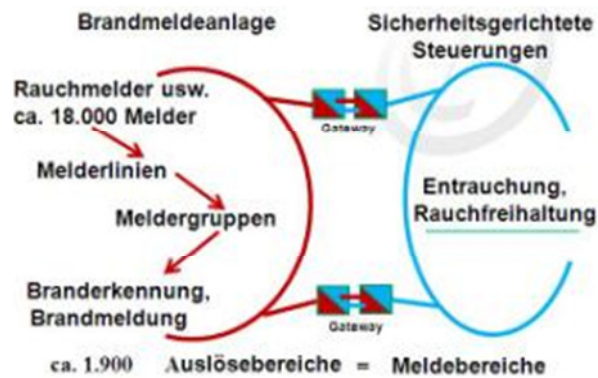 Brandmeldeanlage
Sicherheitsgerichtete
Steuerungen
Rauchmelder usw.
ca. 18.000 Melder
Melderlinien
Meldergruppen
Branderkennung,
Brandmeldung
Gateway
Entrauchung,
Rauchfreihaltung
Gateway
ca. 1.900 Auslösebereiche = Meldebereiche